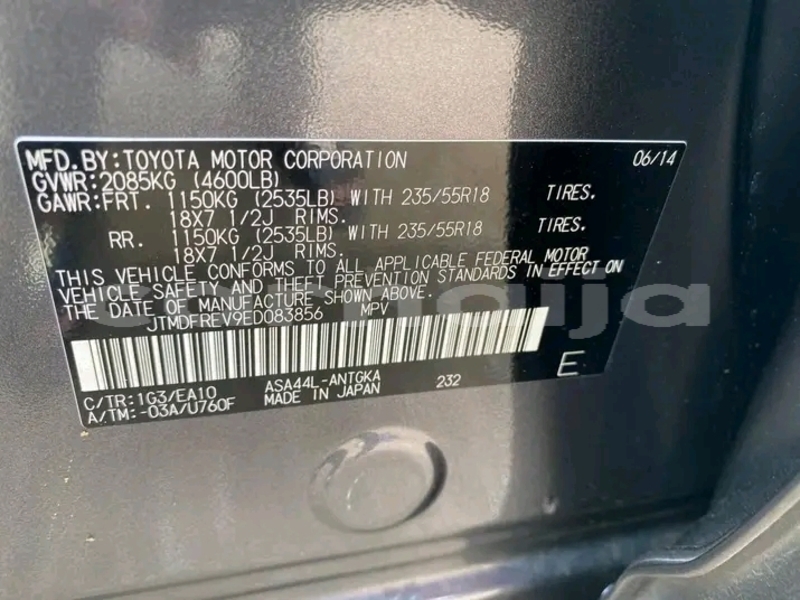 MFD.BY:TOYOTA MOTOR CORPORATION 06/14
GVWR:2085KG (4600LB)
GAWR:FRT. 1150KG (2535LB) WITH 235/55R18 TIRES.
18X7 1/2J RIMS.
RR. 1150KG (2535LB) WITH 235/55R18 TIRES.
18X7 1/2J RIMS.
THIS VEHICLE CONFORMS TO ALL APPLICABLE FEDERAL MOTOR
VEHICLE SAFETY AND THEFT PREVENTION STANDARDS IN EFFECT ON
THE DATE OF MANUFACTURE SHOWN ABOVE.
JTMDFREV9ED083856 MPV
carnaija
E
C/TR:1G3/EA10 ASA44L-ANTGKA 232
A/TM:-03A/U760F MADE IN JAPAN